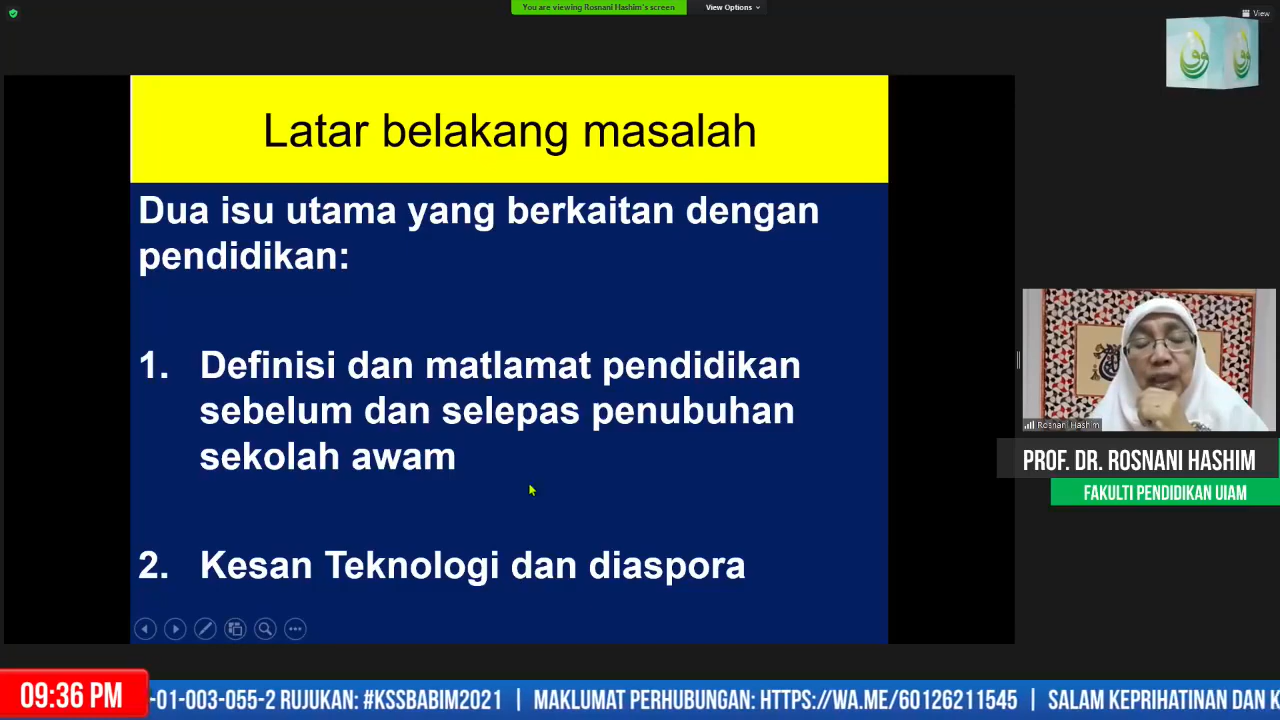 You are viewing Rosnani Hashim's screen
View Options
View
Latar belakang masalah
Dua isu utama yang berkaitan dengan
pendidikan:
1. Definisi dan matlamat pendidikan
sebelum dan selepas penubuhan
sekolah awam
2. Kesan Teknologi dan diaspora
Rosnani Hashim
PROF. DR. ROSNANI HASHIM
FAKULTI PENDIDIKAN UIAM
09:36 PM
-01-003-055-2 RUJUKAN: #KSSBABIM2021 | MAKLUMAT PERHUBUNGAN: HTTPS://WA.ME/60126211545 | SALAM KEPRIHATINAN DAN K